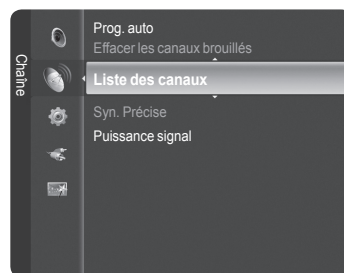 Chaîne
Prog. auto
Effacer les canaux brouillés
Liste des canaux
Syn. Précise
Puissance signal